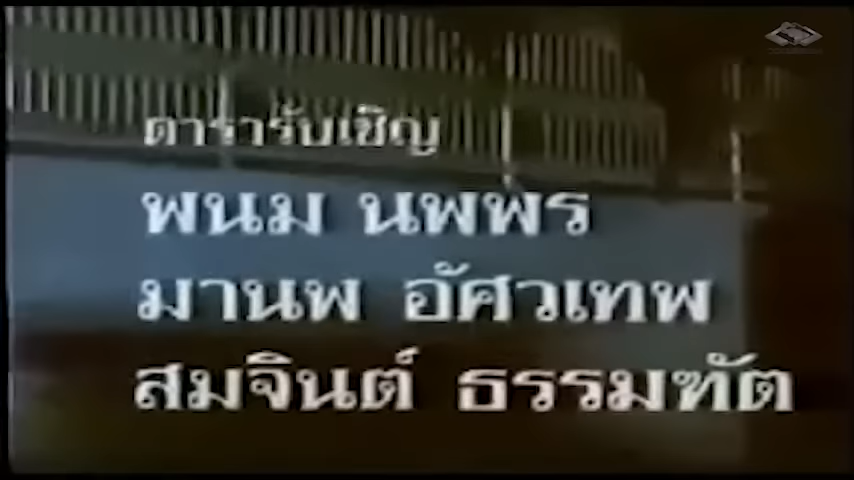 ดารารับเชิญ
พนม นพพร
มานพ อัศวเทพ
สมจินต์ ธรรมทัต